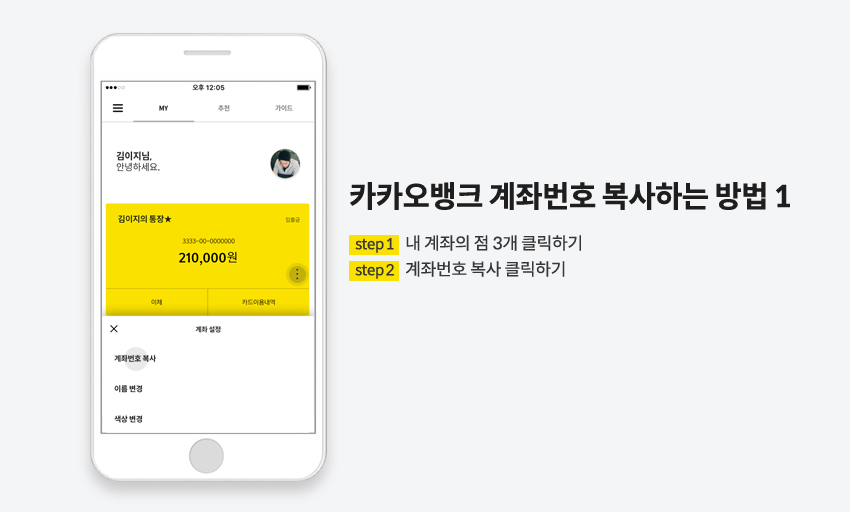 오후 12:05
MY
추천
가이드
김이지님,
안녕하세요.
김이지의 통장★
입출금
3333-00-0000000
210,000원
이체
카드이용내역
계좌 설정
계좌번호 복사
이름 변경
색상 변경
카카오뱅크 계좌번호 복사하는 방법 1
step 1 내 계좌의 점 3개 클릭하기
step 2 계좌번호 복사 클릭하기